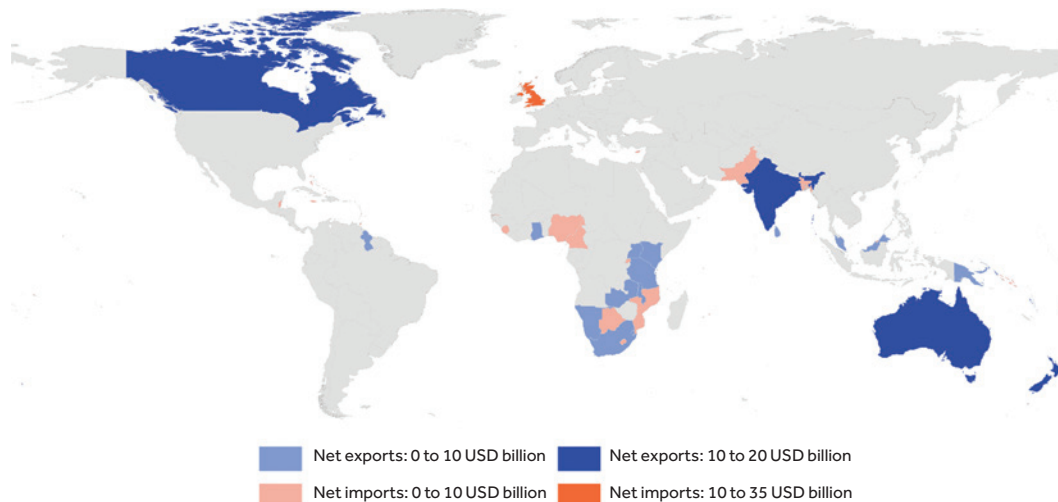 Net exports: 0 to 10 USD billion
Net exports: 10 to 20 USD billion
Net imports: 0 to 10 USD billion
Net imports: 10 to 35 USD billion